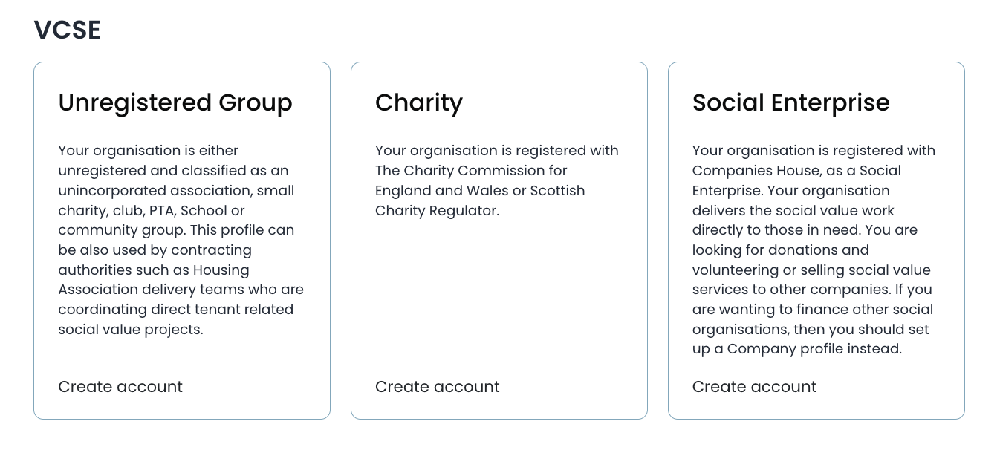 VCSE
Unregistered Group
Your organisation is either
unregistered and classified as an
unincorporated association, small
charity, club, PTA, School or
community group. This profile can
be also used by contracting
authorities such as Housing
Association delivery teams who are
coordinating direct tenant related
social value projects.
Create account
Charity
Your organisation is registered with
The Charity Commission for
England and Wales or Scottish
Charity Regulator.
Create account
Social Enterprise
Your organisation is registered with
Companies House, as a Social
Enterprise. Your organisation
delivers the social value work
directly to those in need. You are
looking for donations and
volunteering or selling social value
services to other companies. If you
are wanting to finance other social
organisations, then you should set
up a Company profile instead.
Create account